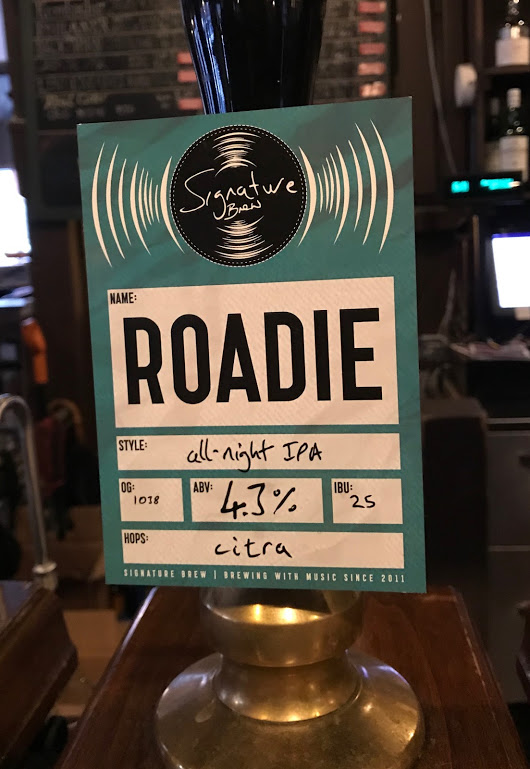 Signature
Brew
NAME:
ROADIE
STYLE: all-night IPA
OG: 1038 ABV: 4.3% IBU: 25
HOPS: citra
SIGNATURE BREW | BREWING WITH MUSIC SINCE 2011